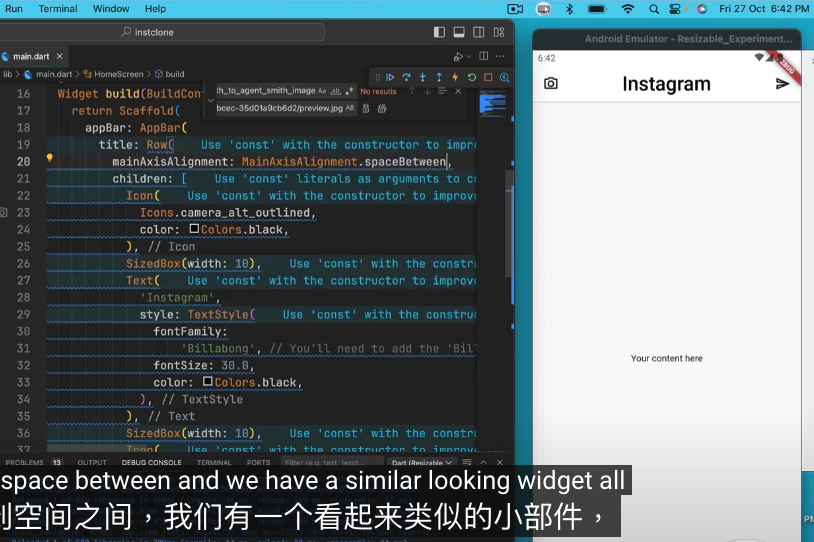 Run Terminal Window Help Fri 27 Oct 6:42 PM
instclone
main.dart
lib > main.dart > HomeScreen > build
th_to_agent_smith_image Aa ab No results
bcec-35d01a9cb6d2/preview.jpg AB
16 Widget build(BuildCon
17 return Scaffold(
18 appBar: AppBar(
19 title: Row( Use 'const' with the constructor to impro
20 mainAxisAlignment: MainAxisAlignment.spaceBetween,
21 children: [ Use 'const' literals as arguments to co
22 Icon( Use 'const' with the constructor to improve
23 Icons.camera_alt_outlined,
24 color: Colors.black,
25 ), // Icon
26 SizedBox(width: 10), Use 'const' with the constru
27 Text( Use 'const' with the constructor to improve
28 'Instagram',
29 style: TextStyle( Use 'const' with the constru
30 fontFamily:
31 'Billabong', // You'll need to add the 'Bil
32 fontSize: 30.0,
33 color: Colors.black,
34 ), // TextStyle
35 ), // Text
36 SizedBox(width: 10), Use 'const' with the constru
37 Icon( Use 'const' with the constructor to improve
PROBLEMS 13 OUTPUT DEBUG CONSOLE TERMINAL PORTS Filter (e.g. text, !excl... Dart (Resizable
Android Emulator - Resizable_Experiment...
6:42
DEBUG
Instagram
Your content here
PM
space between and we have a similar looking widget all
空间之间，我们有一个看起来类似的小部件，